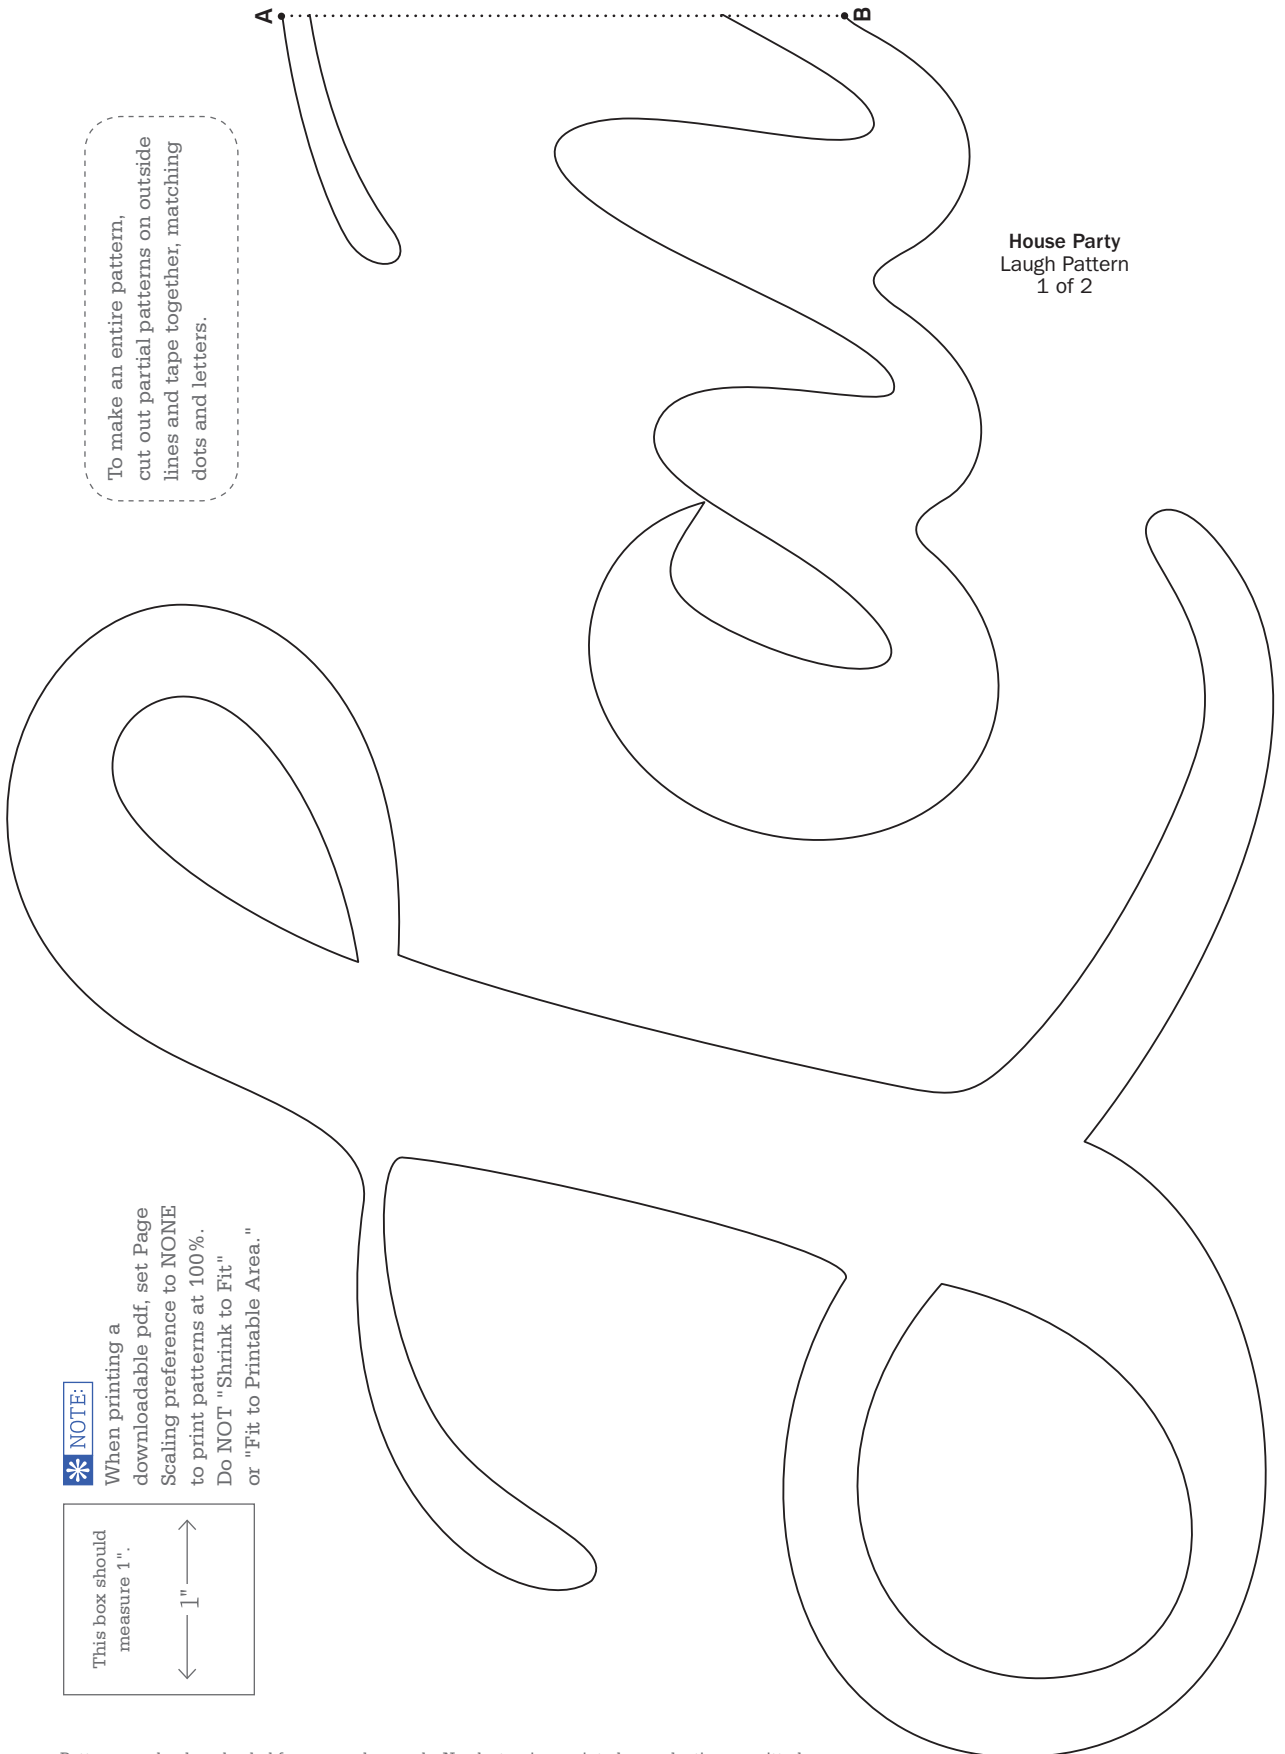 A
B
To make an entire pattern,
cut out partial patterns on outside
lines and tape together, matching
dots and letters.
House Party
Laugh Pattern
1 of 2
NOTE:
When printing a
downloadable pdf, set Page
Scaling preference to NONE
to print patterns at 100%.
Do NOT "Shrink to Fit"
or "Fit to Printable Area."
This box should
measure 1".
1"